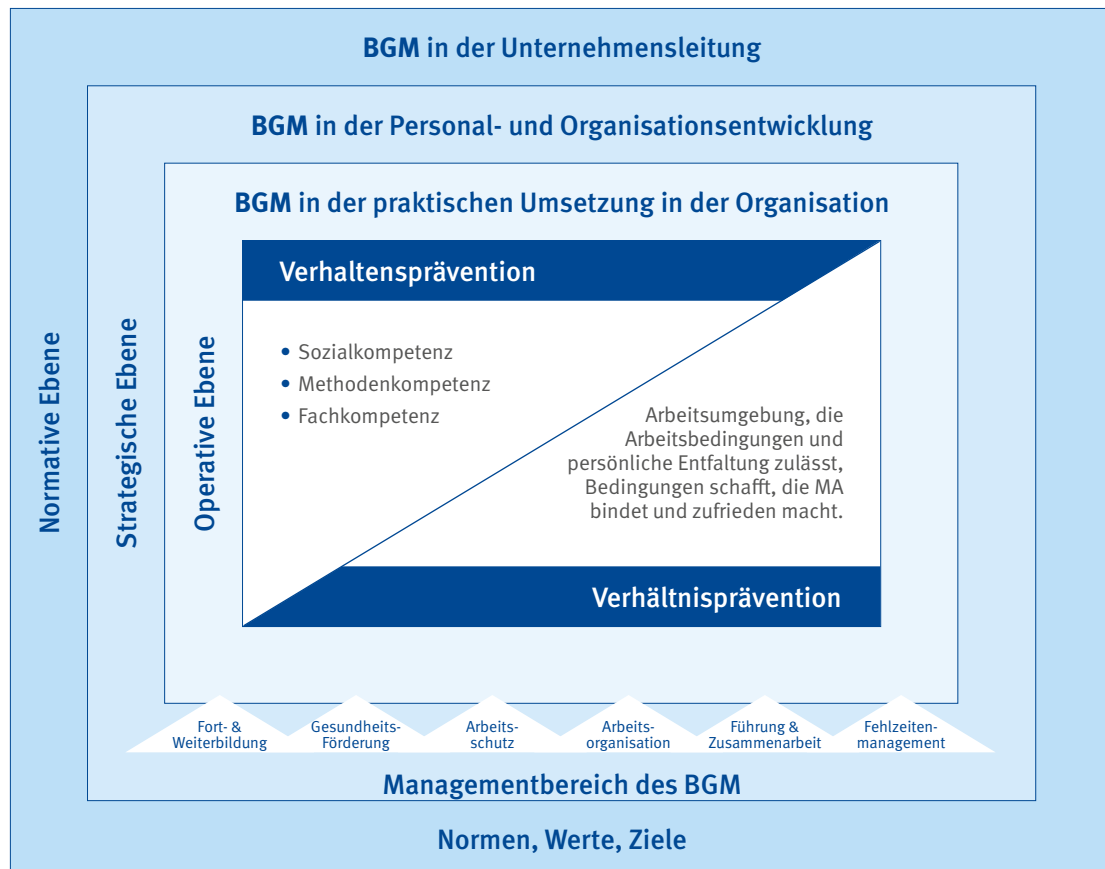 BGM in der Unternehmensleitung
BGM in der Personal- und Organisationsentwicklung
BGM in der praktischen Umsetzung in der Organisation
Normative Ebene
Strategische Ebene
Operative Ebene
Verhaltensprävention
• Sozialkompetenz
• Methodenkompetenz
• Fachkompetenz
Arbeitsumgebung, die
Arbeitsbedingungen und
persönliche Entfaltung zulässt,
Bedingungen schafft, die MA
bindet und zufrieden macht.
Verhältnisprävention
Fort- &
Weiterbildung
Gesundheits-
Förderung
Arbeits-
schutz
Arbeits-
organisation
Führung &
Zusammenarbeit
Fehlzeiten-
management
Managementbereich des BGM
Normen, Werte, Ziele